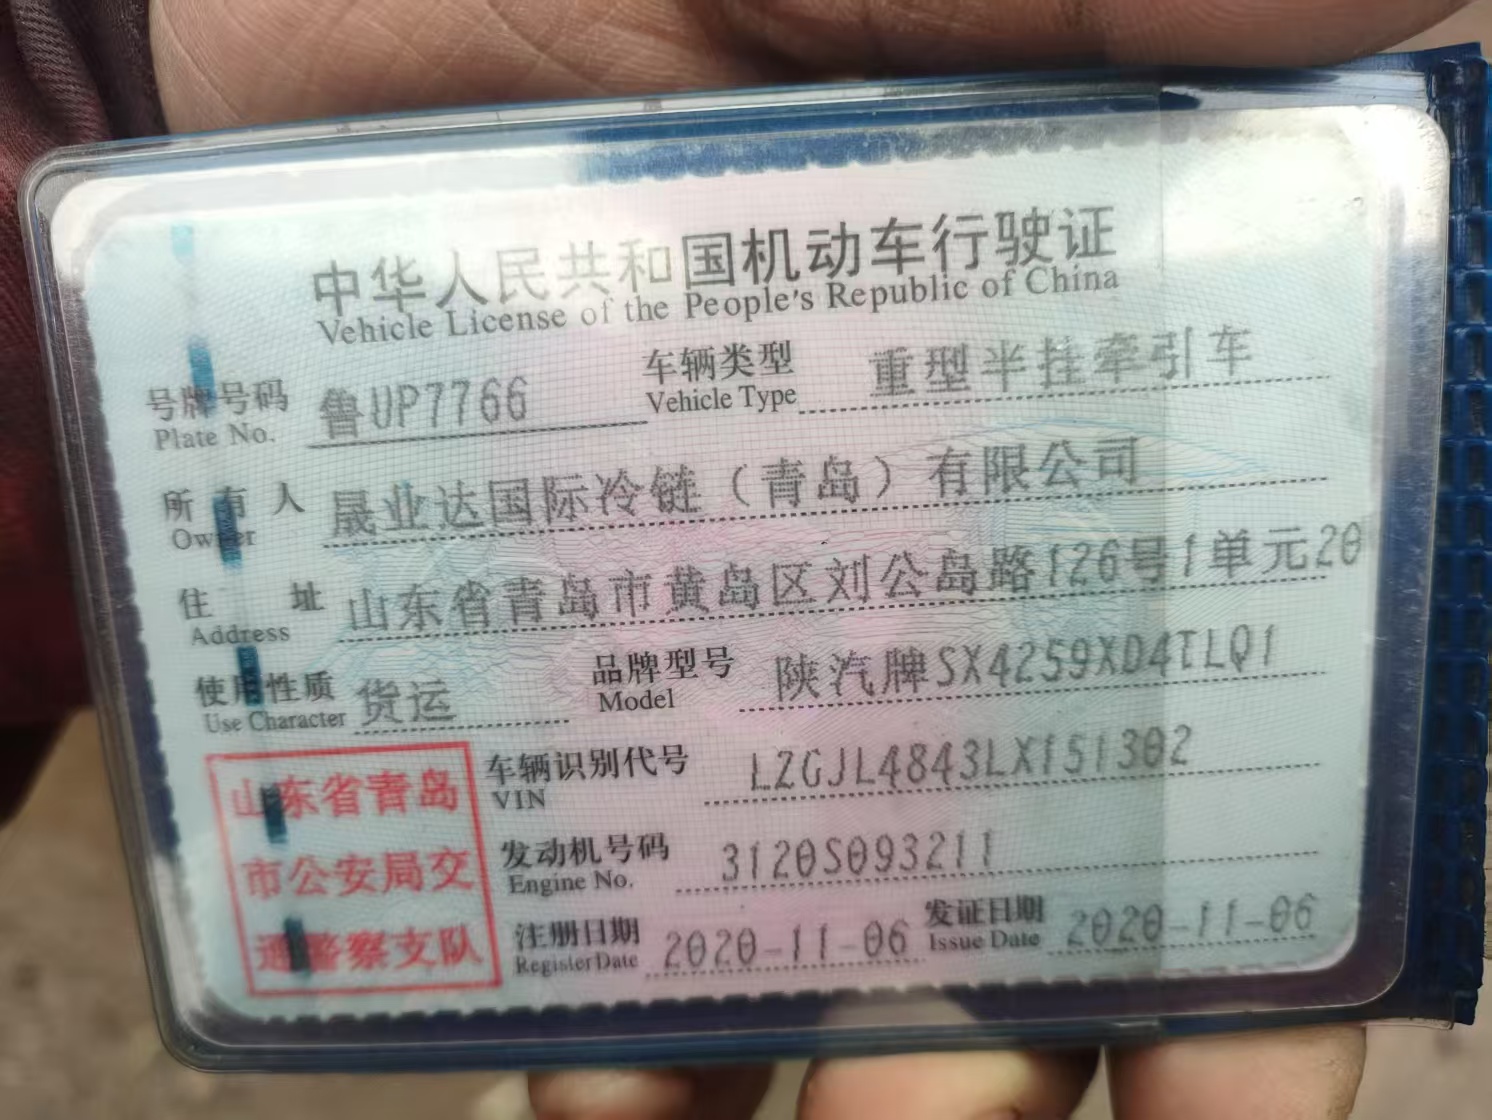 中华人民共和国机动车行驶证
Vehicle License of the People's Republic of China
号牌号码 鲁UP7766 车辆类型 重型半挂牵引车
Plate No. Vehicle Type
所有人 晟业达国际冷链（青岛）有限公司
Owner
住址 山东省青岛市黄岛区刘公岛路126号1单元20
Address
使用性质 货运 品牌型号 陕汽牌SX4259XD4TLQ1
Use Character Model
车辆识别代号 LZGJL4843LX151302
VIN
发动机号码 3120S093211
Engine No.
注册日期 2020-11-06 发证日期 2020-11-06
Register Date Issue Date
山东省青岛
市公安局交
通警察支队